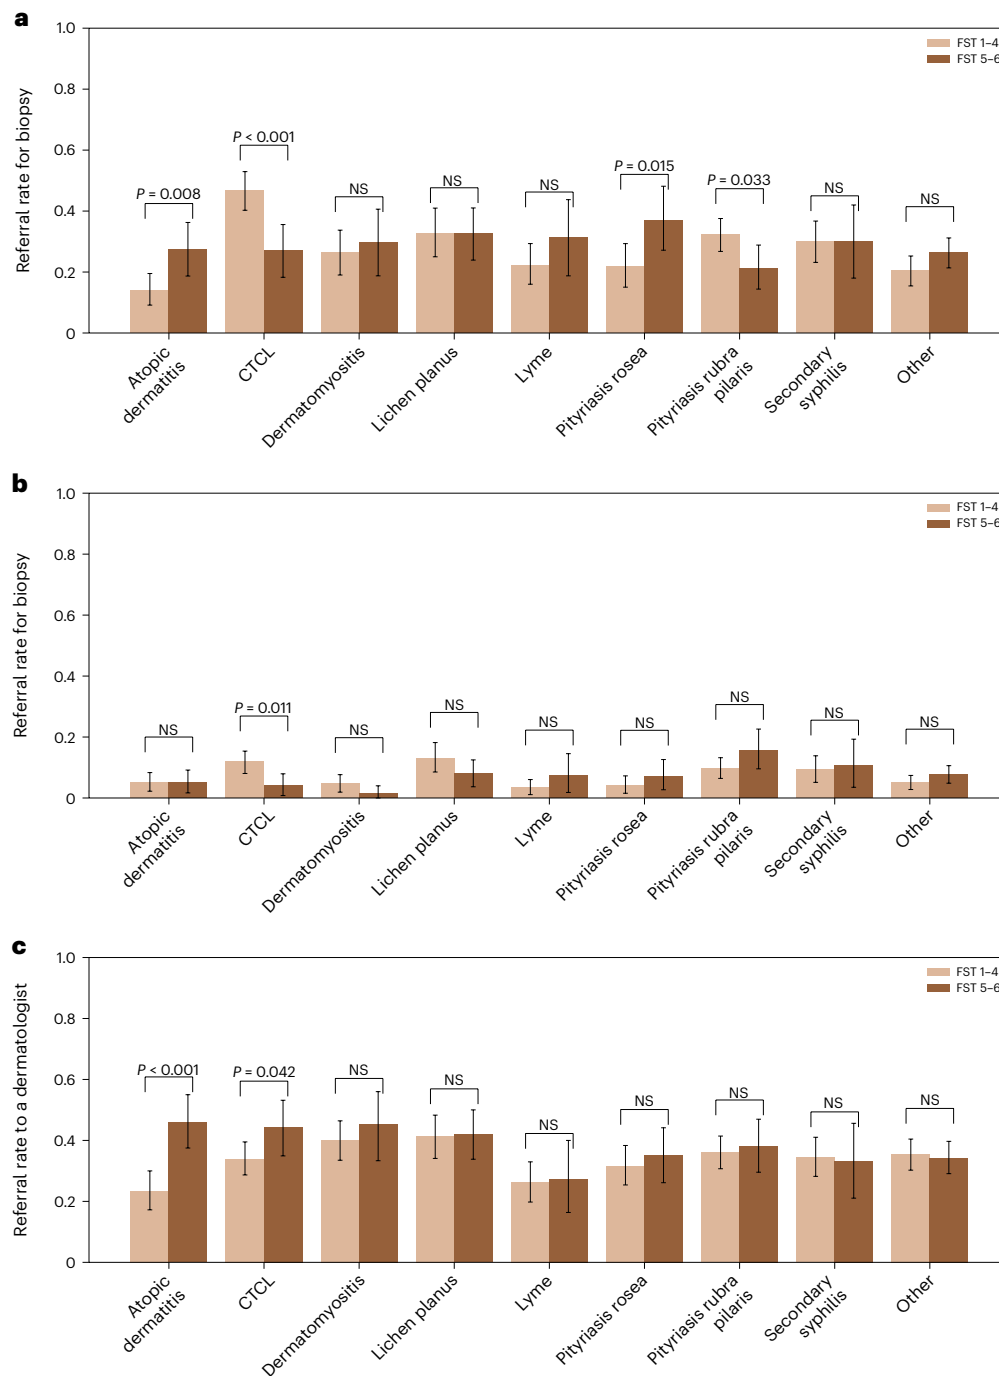 a
1.0
0.8
0.6
0.4
0.2
0
Referral rate for biopsy
FST 1–4
FST 5–6
P = 0.008
P < 0.001
NS
NS
NS
P = 0.015
P = 0.033
NS
NS
Atopic
dermatitis
CTCL
Dermatomyositis
Lichen planus
Lyme
Pityriasis rosea
Pityriasis rubra
pilaris
Secondary
syphilis
Other
b
1.0
0.8
0.6
0.4
0.2
0
Referral rate for biopsy
FST 1–4
FST 5–6
NS
P = 0.011
NS
NS
NS
NS
NS
NS
NS
Atopic
dermatitis
CTCL
Dermatomyositis
Lichen planus
Lyme
Pityriasis rosea
Pityriasis rubra
pilaris
Secondary
syphilis
Other
c
1.0
0.8
0.6
0.4
0.2
0
Referral rate to a dermatologist
FST 1–4
FST 5–6
P < 0.001
P = 0.042
NS
NS
NS
NS
NS
NS
NS
Atopic
dermatitis
CTCL
Dermatomyositis
Lichen planus
Lyme
Pityriasis rosea
Pityriasis rubra
pilaris
Secondary
syphilis
Other